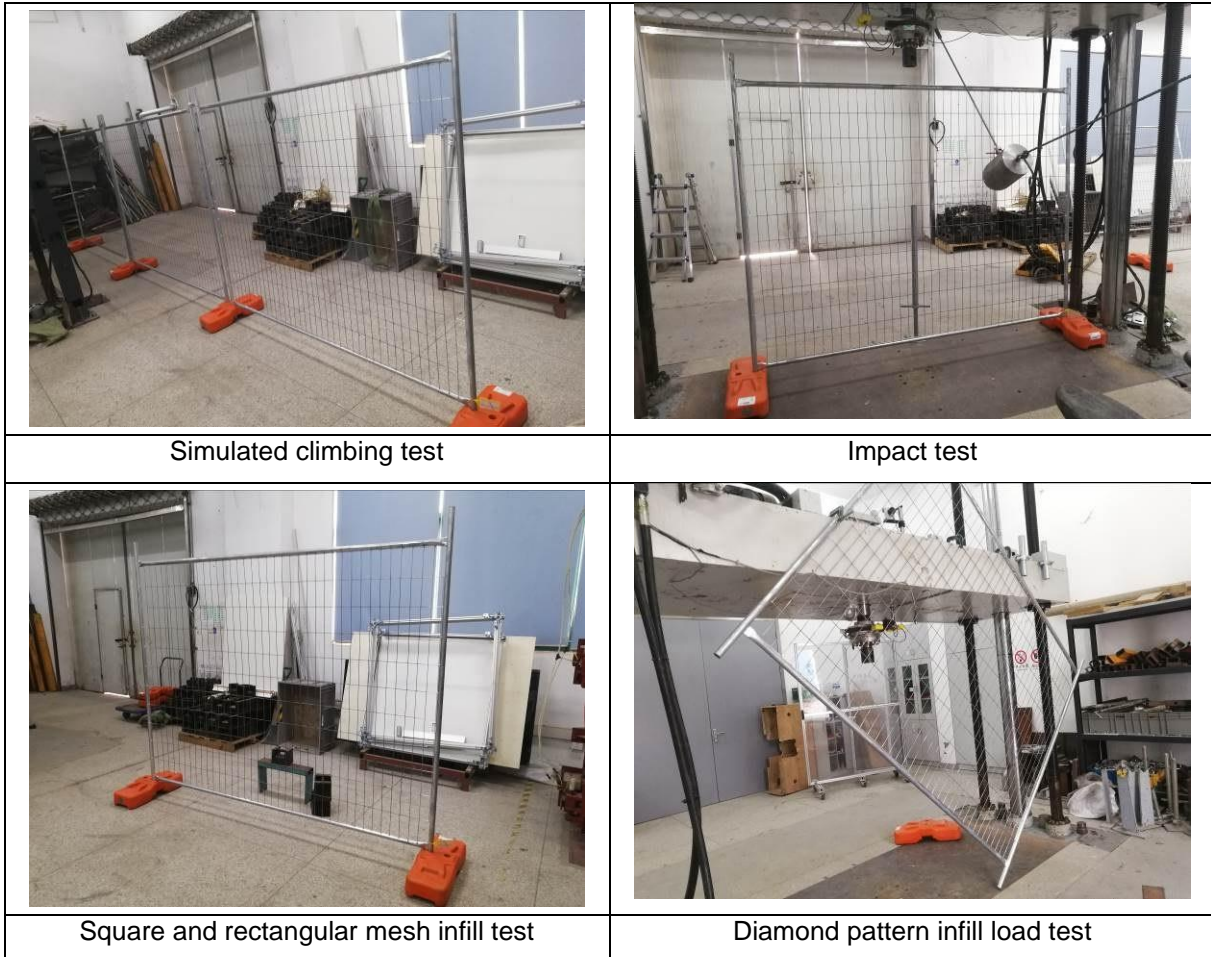 Simulated climbing test
Impact test
Square and rectangular mesh infill test
Diamond pattern infill load test